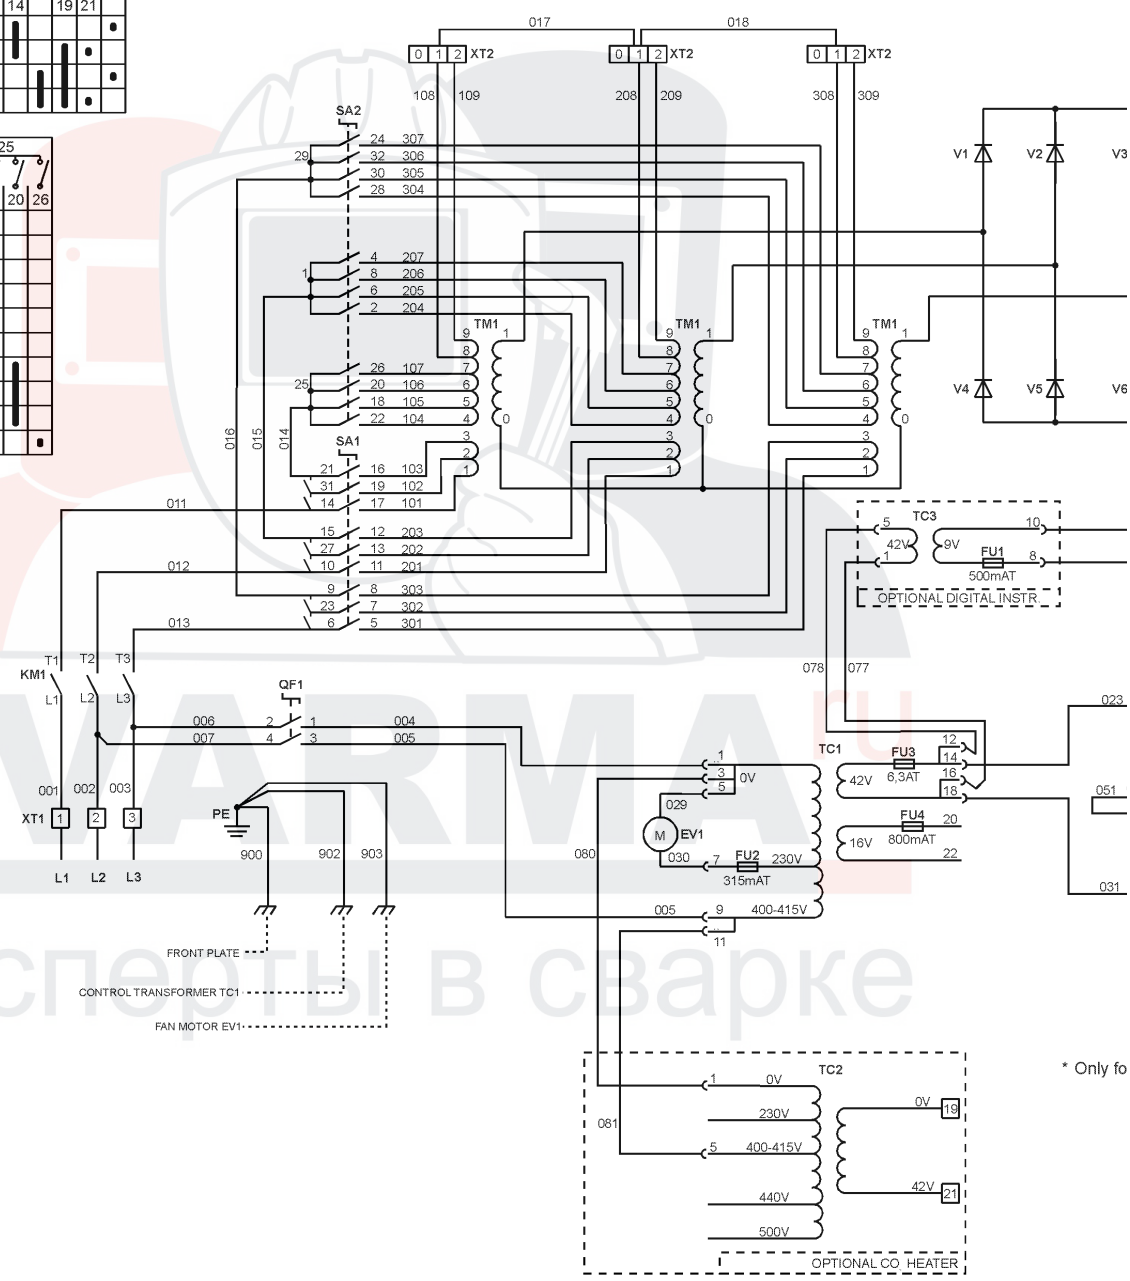 14 19 21
25
20 26
017 018
0 1 2 XT2 0 1 2 XT2 0 1 2 XT2
108 109 208 209 308 309
SA2
24 307
29 32 306
30 305
28 304
V1 V2 V3
4 207
1 8 206
6 205
2 204
TM1 TM1 TM1
9 1 9 1 9 1
8 8 8
26 107 7 7 7
25 20 106 6 6 6
18 105 5 5 5
22 104 4 0 4 0 4 0
V4 V5 V6
016 015 014
SA1
3 3 3
2 2 2
21 16 103 1 1 1
31 19 102
011 14 17 101
15 12 203
27 13 202
012 10 11 201
9 8 303
23 7 302
013 6 5 301
TC3
5 10
42V 9V FU1
1 8
500mAT
OPTIONAL DIGITAL INSTR.
T1 T2 T3
KM1
L1 L2 L3
078 077
QF1
006 2 1 004
007 4 3 005
023
VARMA.ru
TC1
1 12
3 0V FU3 14
5 42V 6,3AT 16
18
001 002 003
029
051
XT1 1 2 3
PE
M EV1
FU4 20
16V 800mAT
22
900 902 903
080 030 7 FU2 230V
315mAT
L1 L2 L3
031
005 9 400-415V
11
FRONT PLATE
CONTROL TRANSFORMER TC1
FAN MOTOR EV1
сперты в сварке
* Only fo
TC2
1 0V
0V 19
230V
081
5 400-415V
42V 21
440V
500V
OPTIONAL CO HEATER